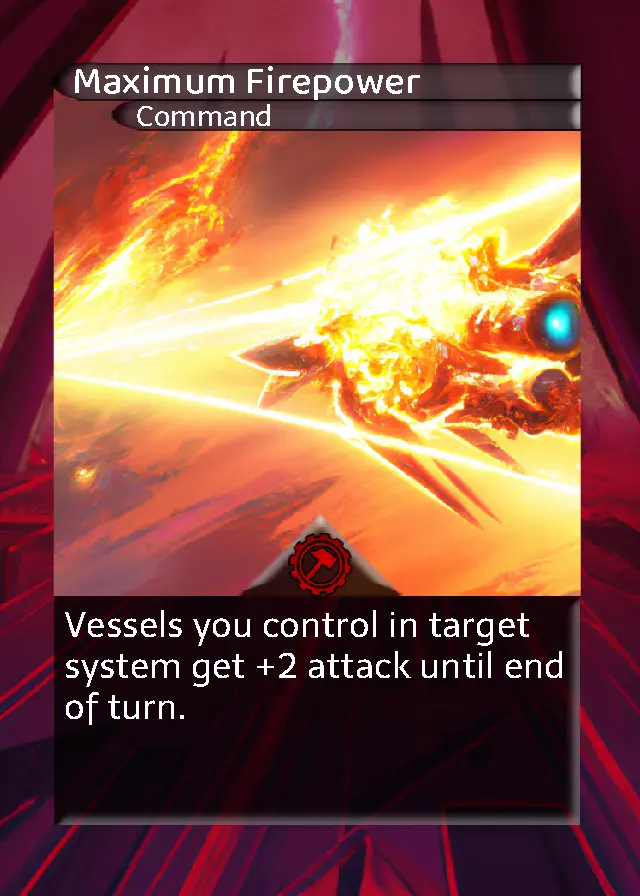 Maximum Firepower
Command
Vessels you control in target
system get +2 attack until end
of turn.